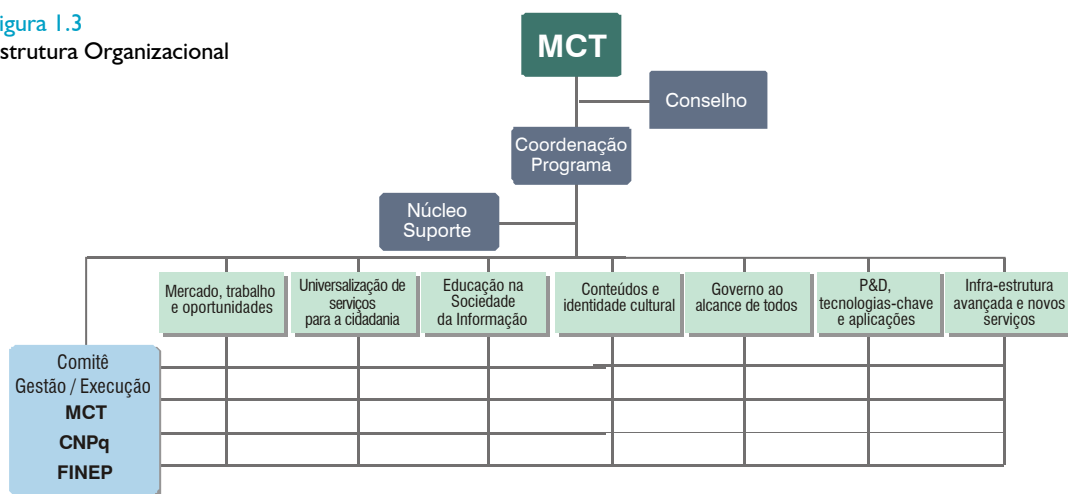 igura 1.3
strutura Organizacional
MCT
Conselho
Coordenação
Programa
Núcleo
Suporte
Mercado, trabalho
e oportunidades
Universalização de
serviços
para a cidadania
Educação na
Sociedade
da Informação
Conteúdos e
identidade cultural
Governo ao
alcance de todos
P&D,
tecnologias-chave
e aplicações
Infra-estrutura
avançada e novos
serviços
Comitê
Gestão / Execução
MCT
CNPq
FINEP